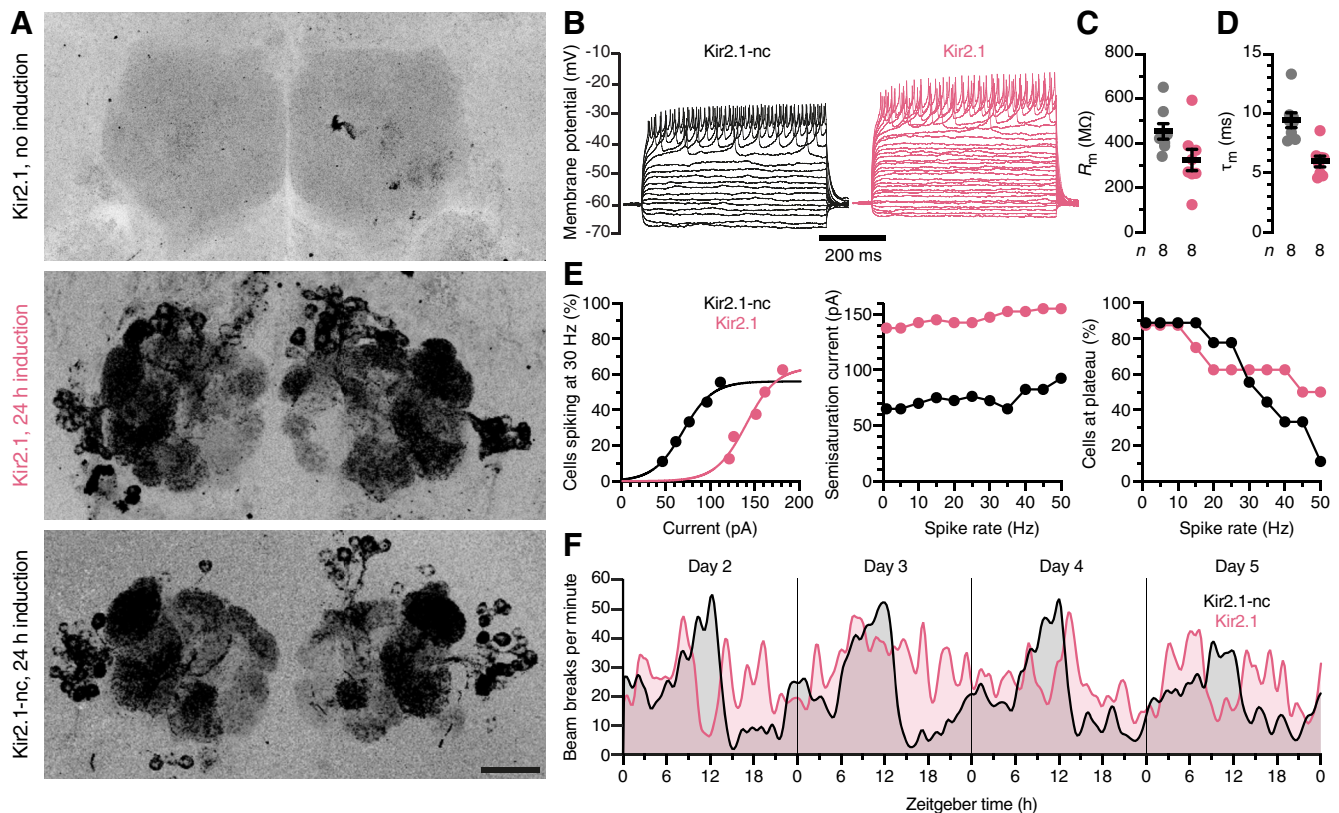 A
Kir2.1, no induction
Kir2.1, 24 h induction
Kir2.1-nc, 24 h induction
B
Membrane potential (mV)
-10
-20
-30
-40
-50
-60
-70
Kir2.1-nc
Kir2.1
200 ms
C
Rm (MΩ)
800
600
400
200
0
n 8 8
D
τm (ms)
15
10
5
0
n 8 8
E
Cells spiking at 30 Hz (%)
100
80
60
40
20
0
Kir2.1-nc
Kir2.1
0 50 100 150 200
Current (pA)
Semisaturation current (pA)
150
100
50
0
0 10 20 30 40 50
Spike rate (Hz)
Cells at plateau (%)
100
80
60
40
20
0
0 10 20 30 40 50
Spike rate (Hz)
F
Day 2 Day 3 Day 4 Day 5
Beam breaks per minute
60
50
40
30
20
10
0
Kir2.1-nc
Kir2.1
0 6 12 18 0 6 12 18 0 6 12 18 0 6 12 18 0
Zeitgeber time (h)